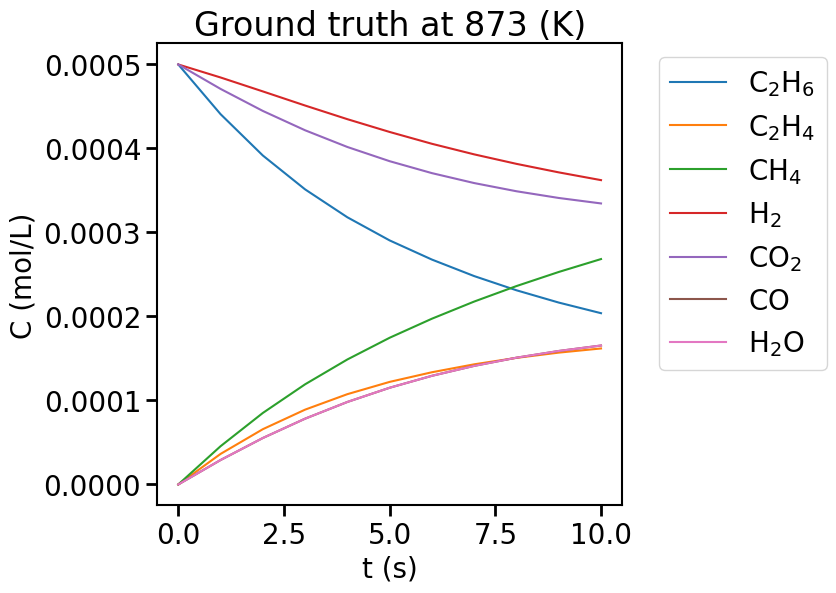 Ground truth at 873 (K)
C (mol/L)
0.0005
0.0004
0.0003
0.0002
0.0001
0.0000
0.0 2.5 5.0 7.5 10.0
t (s)
C₂H₆
C₂H₄
CH₄
H₂
CO₂
CO
H₂O